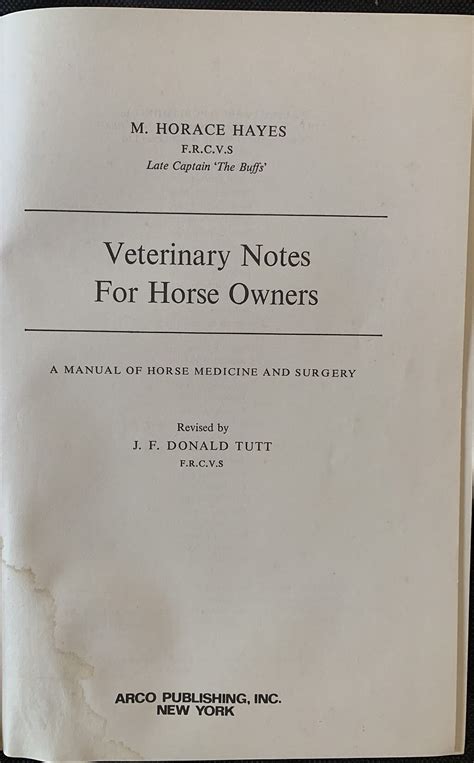 M. HORACE HAYES
F.R.C.V.S
Late Captain 'The Buffs'
Veterinary Notes
For Horse Owners
A MANUAL OF HORSE MEDICINE AND SURGERY
Revised by
J. F. DONALD TUTT
F.R.C.V.S
ARCO PUBLISHING, INC.
NEW YORK